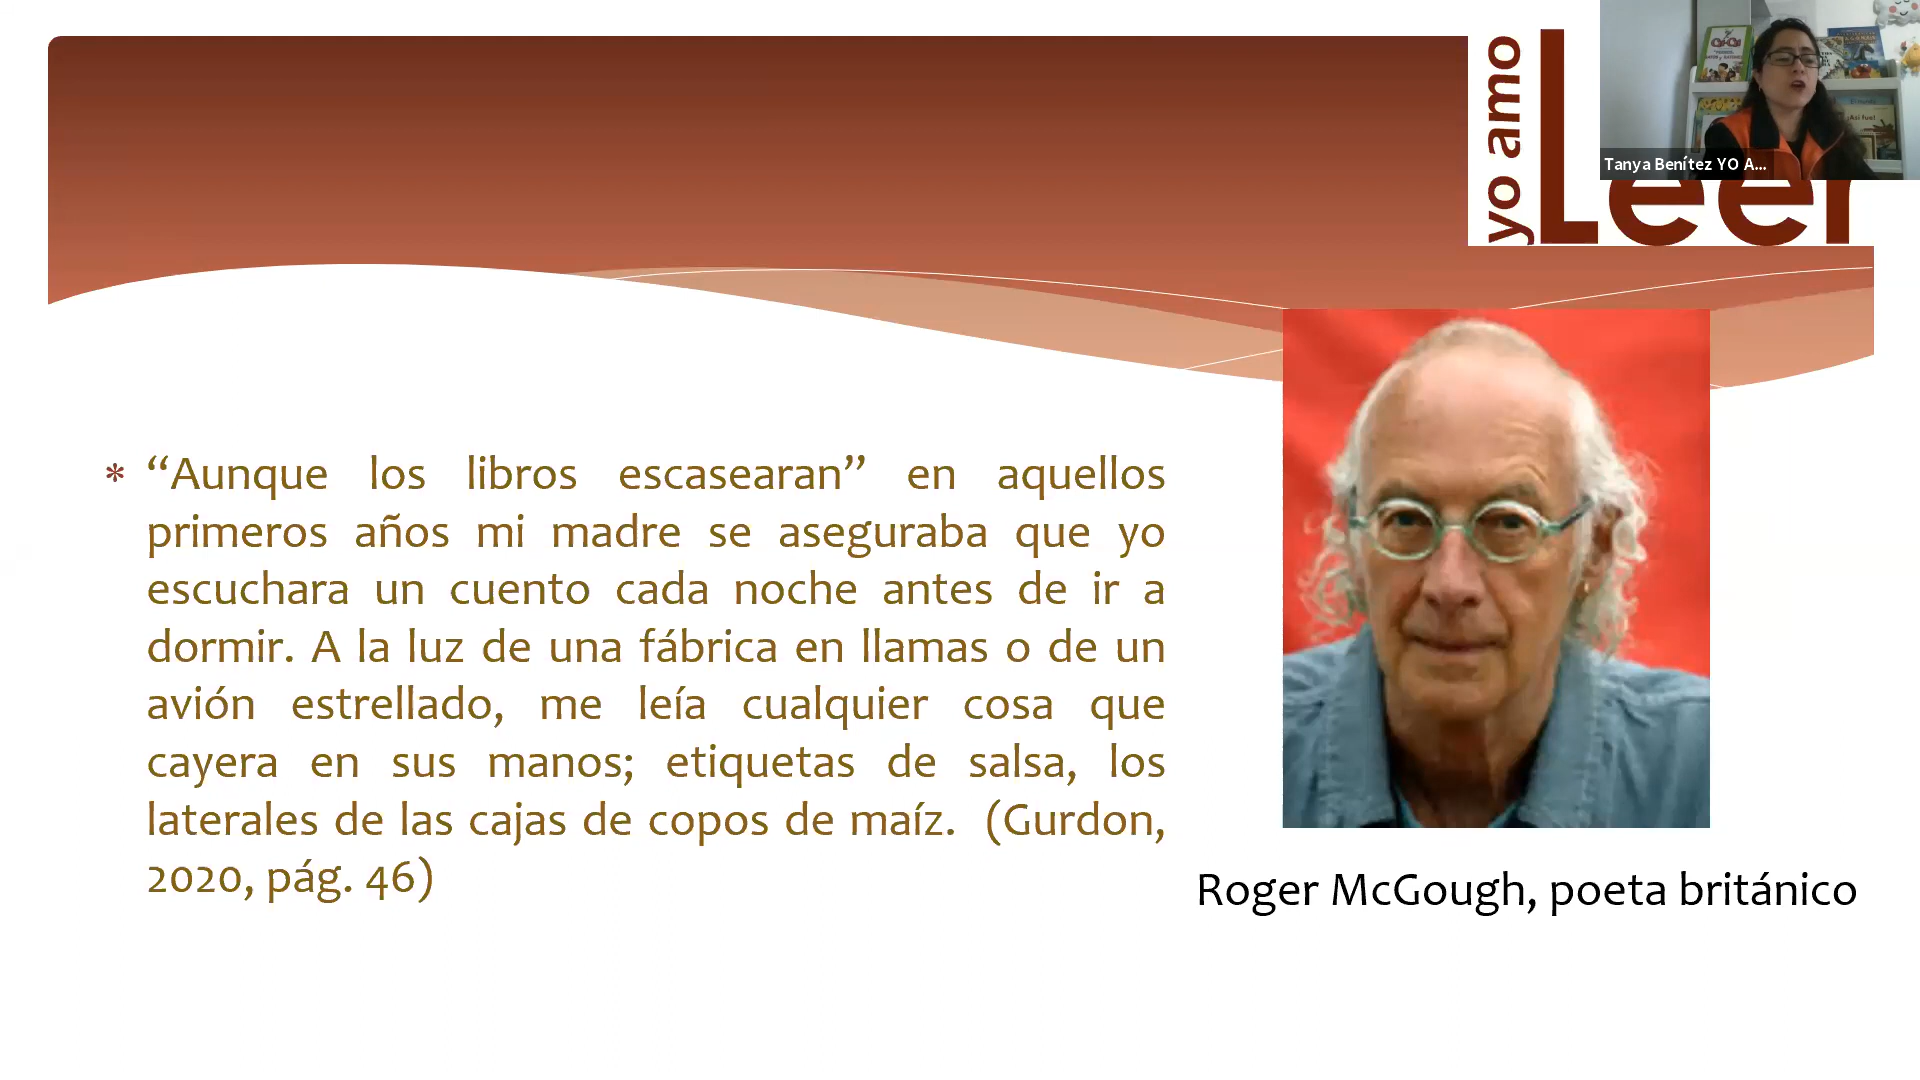 yo amo
Leer
Tanya Benítez YO A...
* “Aunque los libros escasearan” en aquellos
primeros años mi madre se aseguraba que yo
escuchara un cuento cada noche antes de ir a
dormir. A la luz de una fábrica en llamas o de un
avión estrellado, me leía cualquier cosa que
cayera en sus manos; etiquetas de salsa, los
laterales de las cajas de copos de maíz. (Gurdon,
2020, pág. 46)
Roger McGough, poeta británico